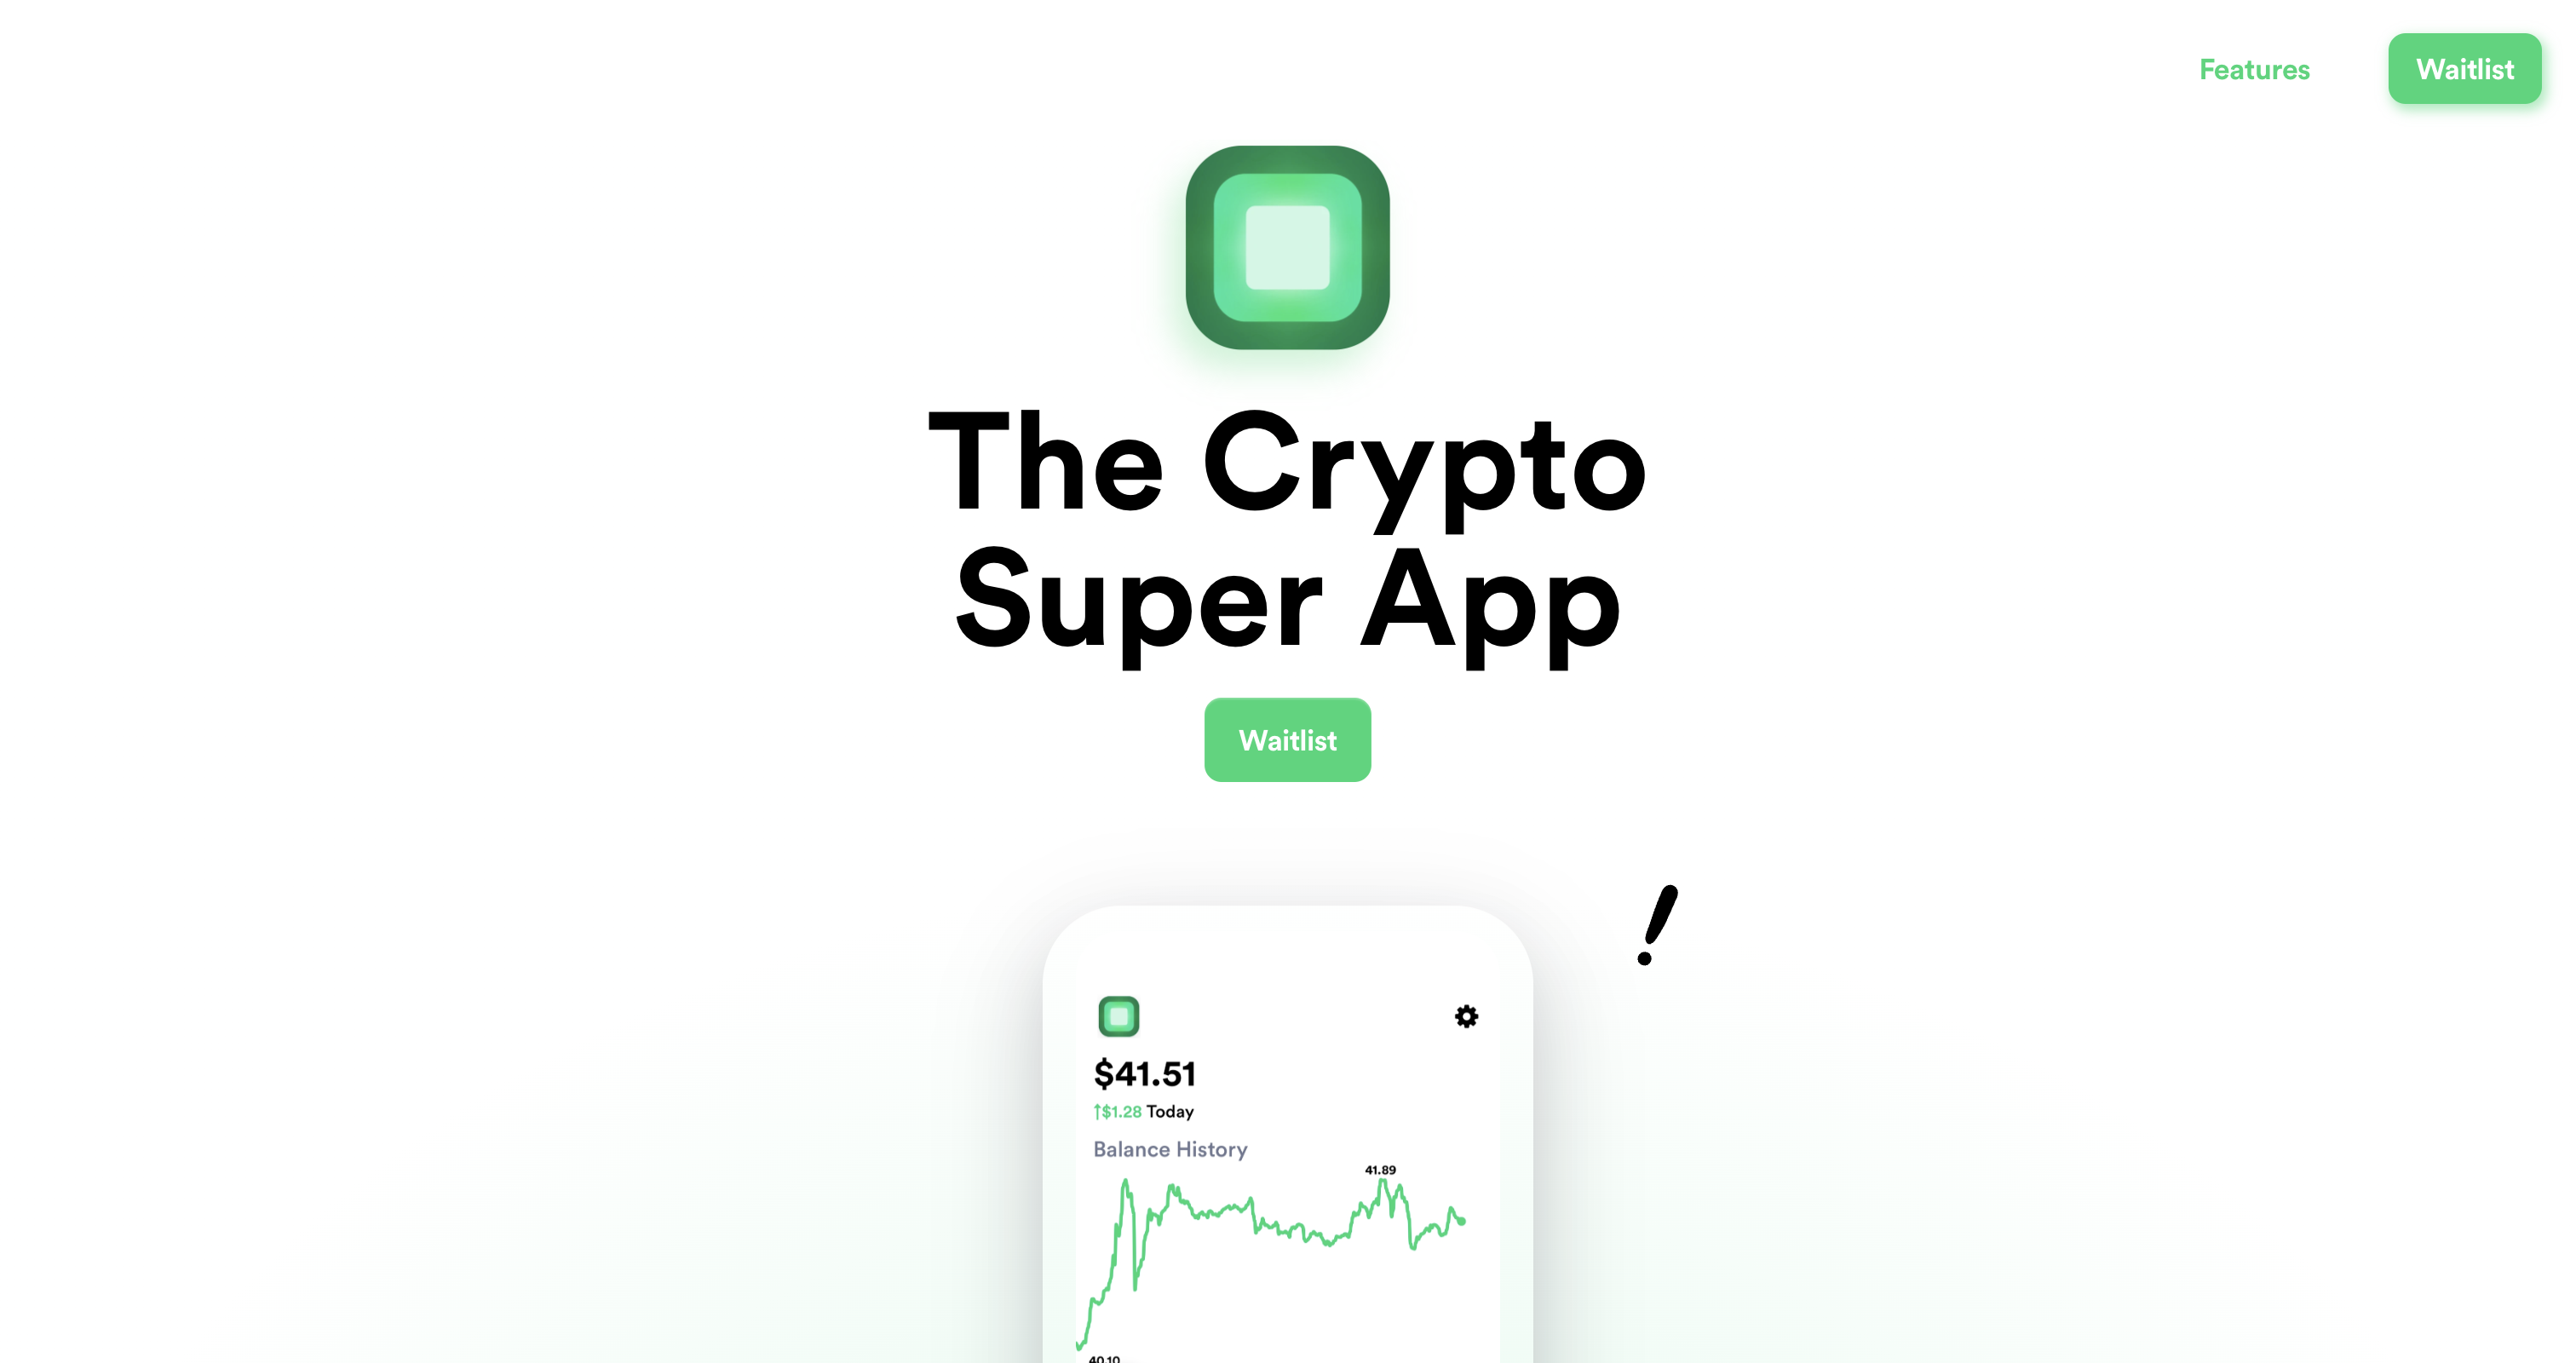 Features
Waitlist
The Crypto
Super App
Waitlist
!
$41.51
↑$1.28 Today
Balance History
41.89
40.10